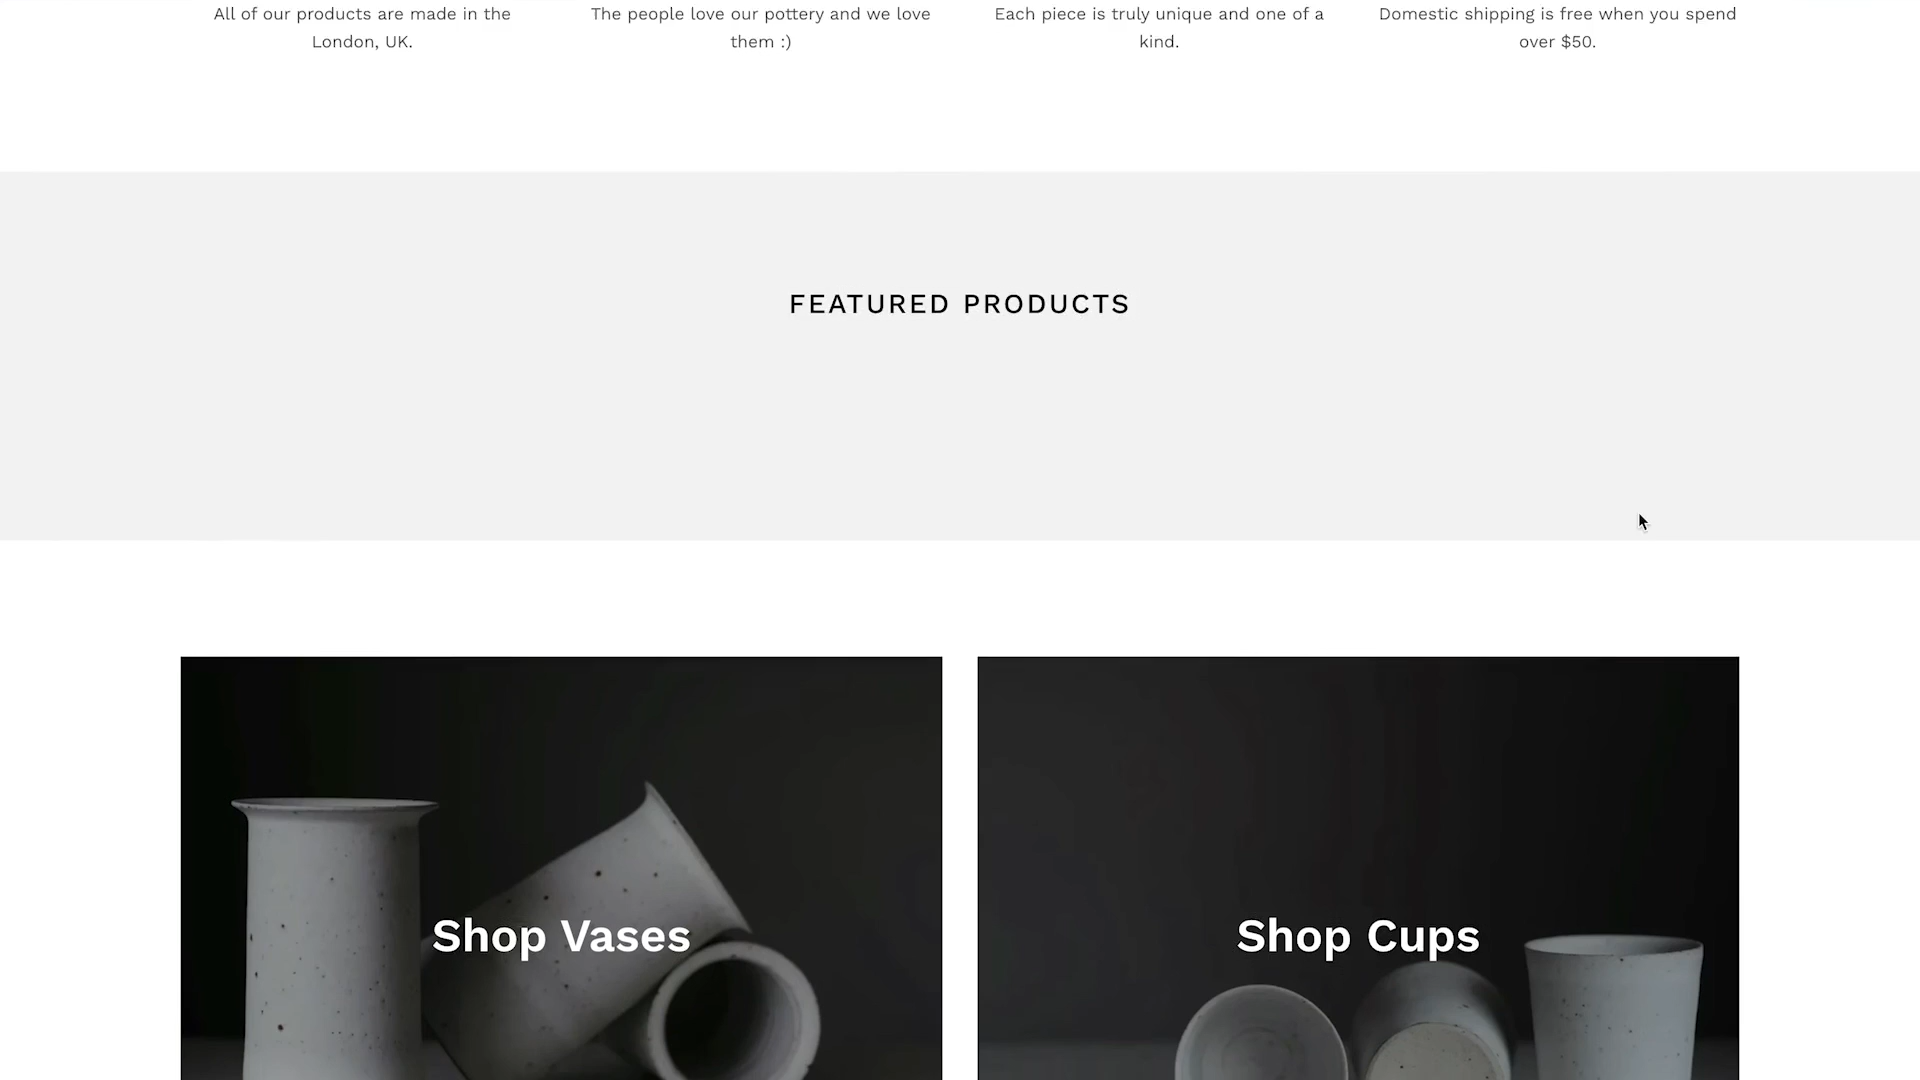 All of our products are made in the
London, UK.
The people love our pottery and we love
them :)
Each piece is truly unique and one of a
kind.
Domestic shipping is free when you spend
over $50.
FEATURED PRODUCTS
Shop Vases
Shop Cups